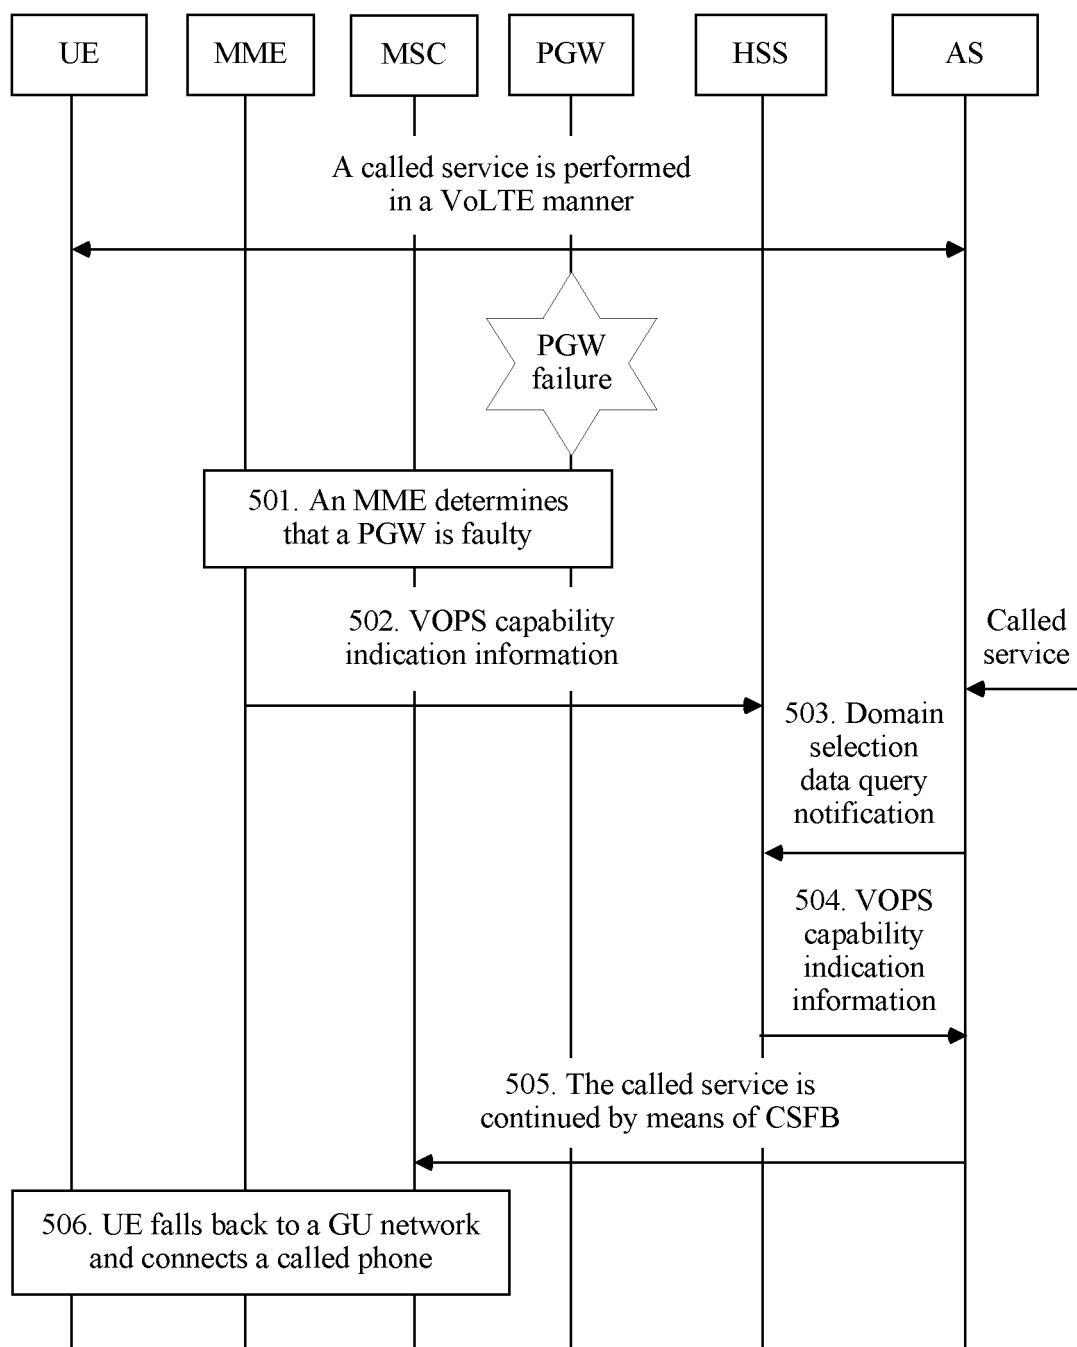 UE
MME
MSC
PGW
HSS
AS
A called service is performed
in a VoLTE manner
PGW
failure
501. An MME determines
that a PGW is faulty
502. VOPS capability
indication information
Called
service
503. Domain
selection
data query
notification
504. VOPS
capability
indication
information
505. The called service is
continued by means of CSFB
506. UE falls back to a GU network
and connects a called phone